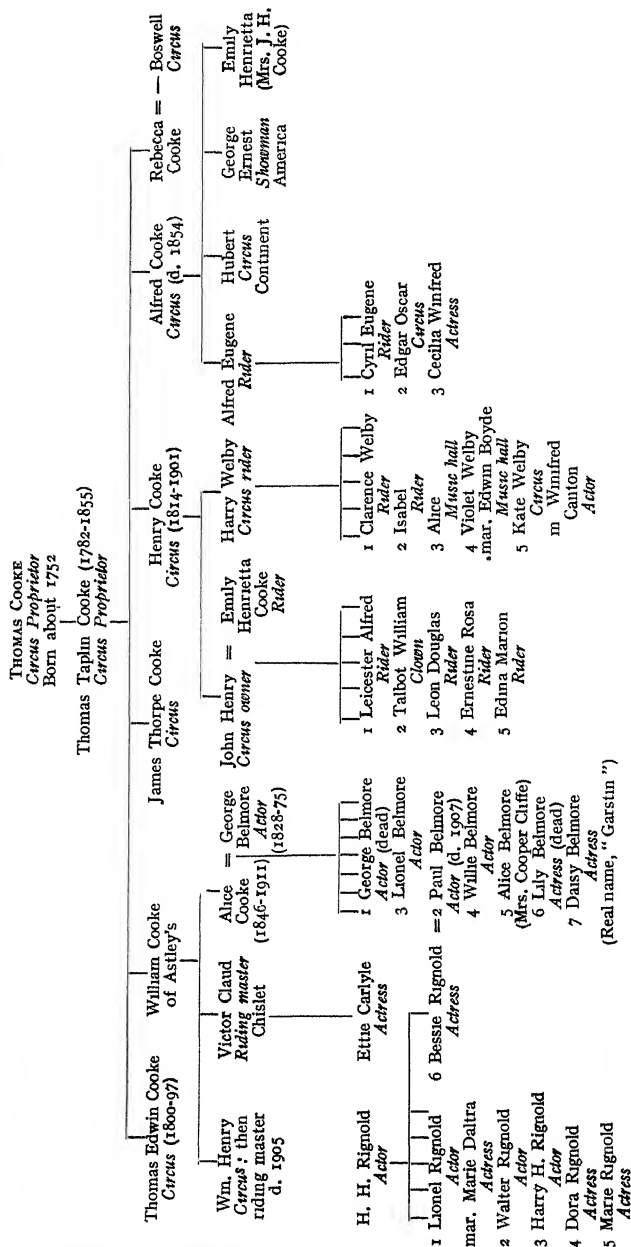 THOMAS COOKE
Circus Proprietor
Born about 1752
Thomas Taplin Cooke (1782-1855)
Circus Proprietor
Thomas Edwin Cooke
Circus (1800-97)
William Cooke
of Astley's
James Thorpe Cooke
Circus
Henry Cooke
Circus (1814-1901)
Alfred Cooke
Circus (d. 1854)
Rebecca = — Boswell
Cooke Circus
Wm. Henry
Circus; then
riding master
d. 1905
Victor Claud
Riding master
Chislet
Alice = George
Cooke Belmore
(1846-1911) Actor
(1828-75)
John Henry = Emily
Circus owner Henrietta
Cooke
Rider
Harry Welby
Circus rider
Alfred Eugene
Rider
Hubert
Circus
Continent
George
Ernest
Showman
America
Emily
Henrietta
(Mrs. J. H.
Cooke)
H. H. Rignold
Actor
Ettie Carlyle
Actress
1 George Belmore
Actor (dead)
3 Lionel Belmore
Actor
=2 Paul Belmore
Actor (d. 1907)
4 Willie Belmore
Actor
5 Alice Belmore
(Mrs. Cooper Cliffe)
6 Lily Belmore
Actress (dead)
7 Daisy Belmore
Actress
(Real name, "Garstin")
1 Leicester Alfred
Rider
2 Talbot William
Clown
3 Leon Douglas
Rider
4 Ernestine Rosa
Rider
5 Edina Marion
Rider
1 Clarence Welby
Rider
2 Isabel
Rider
3 Alice
Music hall
4 Violet Welby
mar. Edwin Boyde
Music hall
5 Kate Welby
Circus
m Winifred
Canton
Actor
1 Cyril Eugene
Rider
2 Edgar Oscar
Circus
3 Cecilia Winifred
Actress
1 Lionel Rignold
Actor
mar. Marie Daltra
Actress
2 Walter Rignold
Actor
3 Harry H. Rignold
Actor
4 Dora Rignold
Actress
5 Marie Rignold
Actress
6 Bessie Rignold
Actress